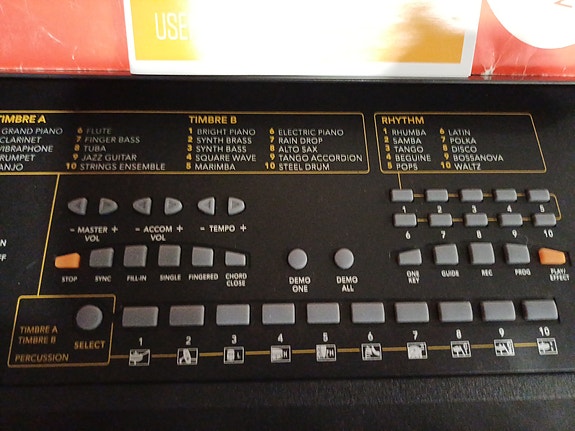 USE
TIMBRE A
GRAND PIANO
CLARINET
VIBRAPHONE
TRUMPET
BANJO
6 FLUTE
7 FINGER BASS
8 TUBA
9 JAZZ GUITAR
10 STRINGS ENSEMBLE
TIMBRE B
1 BRIGHT PIANO
2 SYNTH BRASS
3 SYNTH BASS
4 SQUARE WAVE
5 MARIMBA
6 ELECTRIC PIANO
7 RAIN DROP
8 ALTO SAX
9 TANGO ACCORDION
10 STEEL DRUM
RHYTHM
1 RHUMBA
2 SAMBA
3 TANGO
4 BEGUINE
5 POPS
6 LATIN
7 POLKA
8 DISCO
9 BOSSANOVA
10 WALTZ
- MASTER +
VOL
- ACCOM +
VOL
- TEMPO +
1 2 3 4 5
6 7 8 9 10
STOP
SYNC
FILL-IN
SINGLE
FINGERED
CHORD
CLOSE
DEMO
ONE
DEMO
ALL
ONE
KEY
GUIDE
REC
PROG
PLAY/
EFFECT
TIMBRE A
TIMBRE B
PERCUSSION
SELECT
1 2 3 4 5 6 7 8 9 10